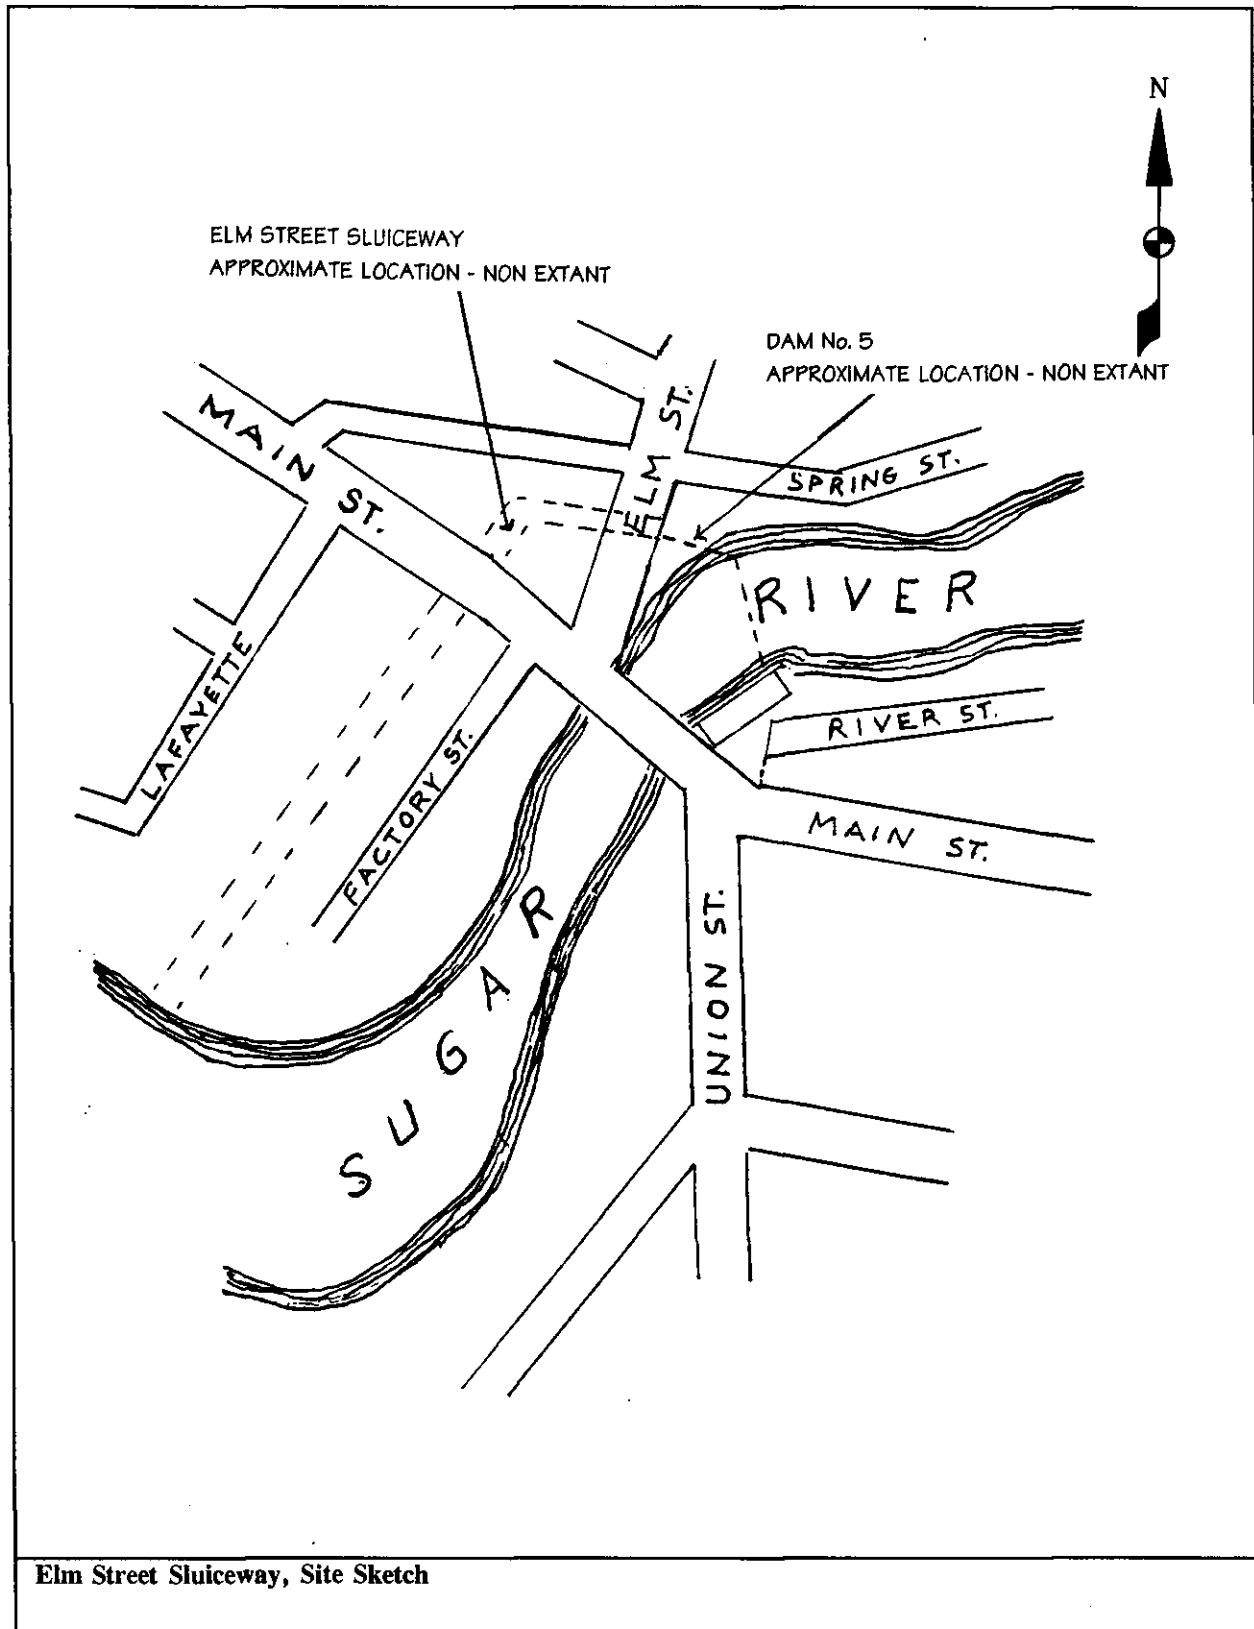 N
ELM STREET SLUICEWAY
APPROXIMATE LOCATION - NON EXTANT
DAM No. 5
APPROXIMATE LOCATION - NON EXTANT
MAIN ST.
ELM ST.
SPRING ST.
RIVER
LAFAYETTE
FACTORY ST.
RIVER ST.
MAIN ST.
UNION ST.
SUGAR
Elm Street Sluiceway, Site Sketch